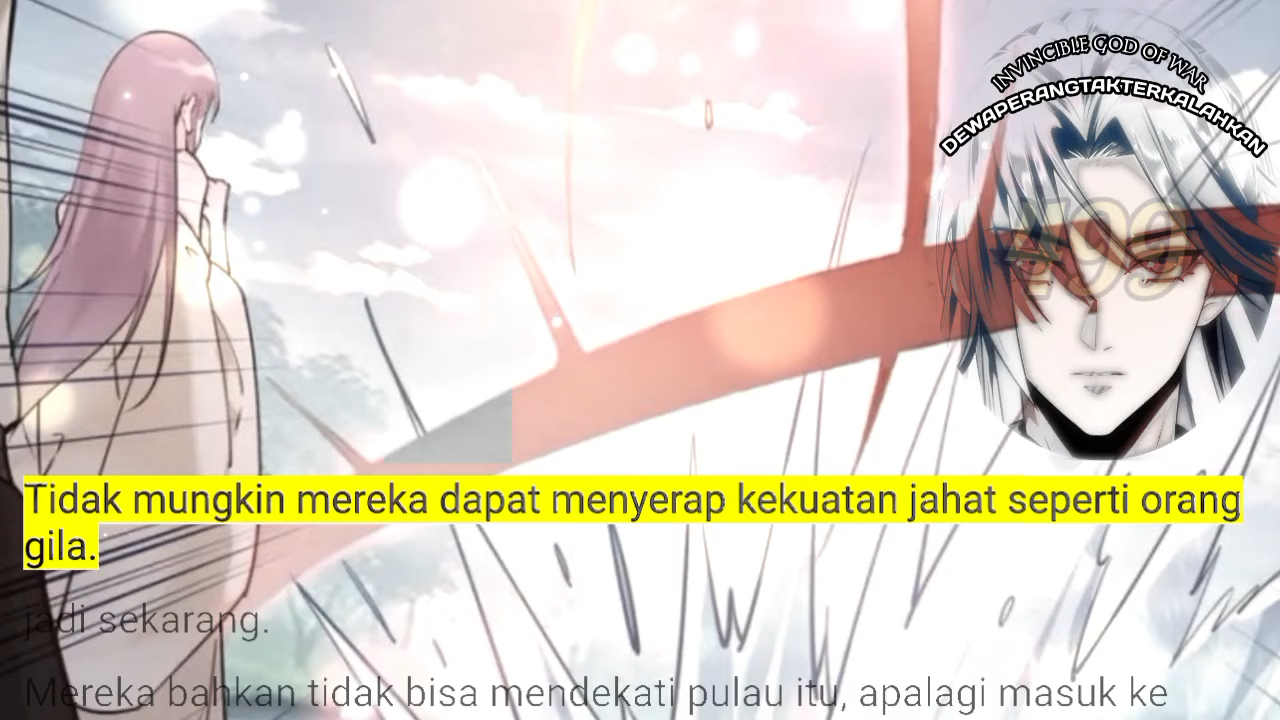 INVINCIBLE GOD OF WAR
DEWAPERANGTAKTERKALAHKAN
499
Tidak mungkin mereka dapat menyerap kekuatan jahat seperti orang
gila.
jadi sekarang.
Mereka bahkan tidak bisa mendekati pulau itu, apalagi masuk ke